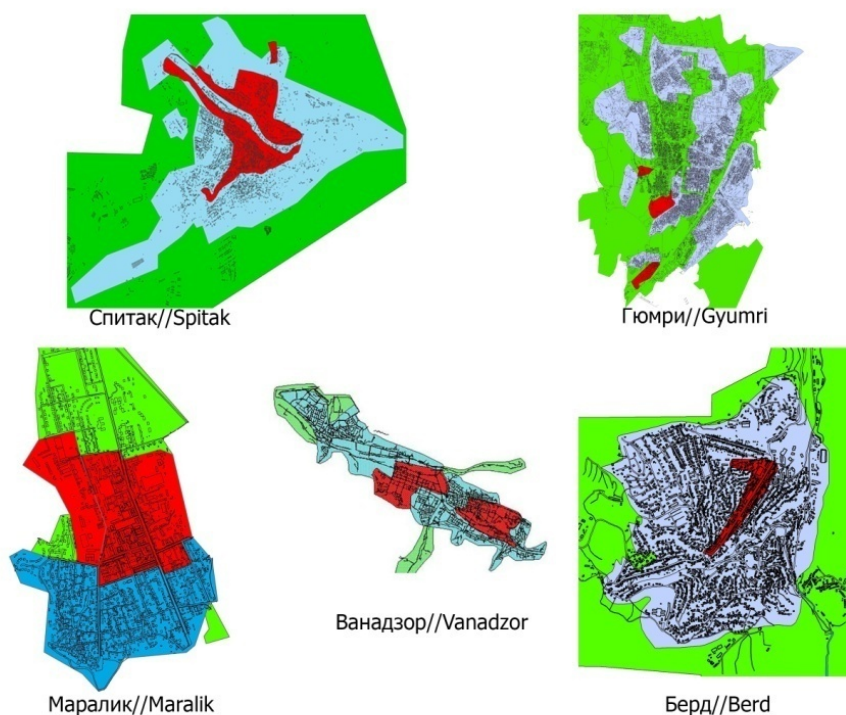 Спитак//Spitak
Гюмри//Gyumri
Ванадзор//Vanadzor
Маралик//Maralik
Берд//Berd